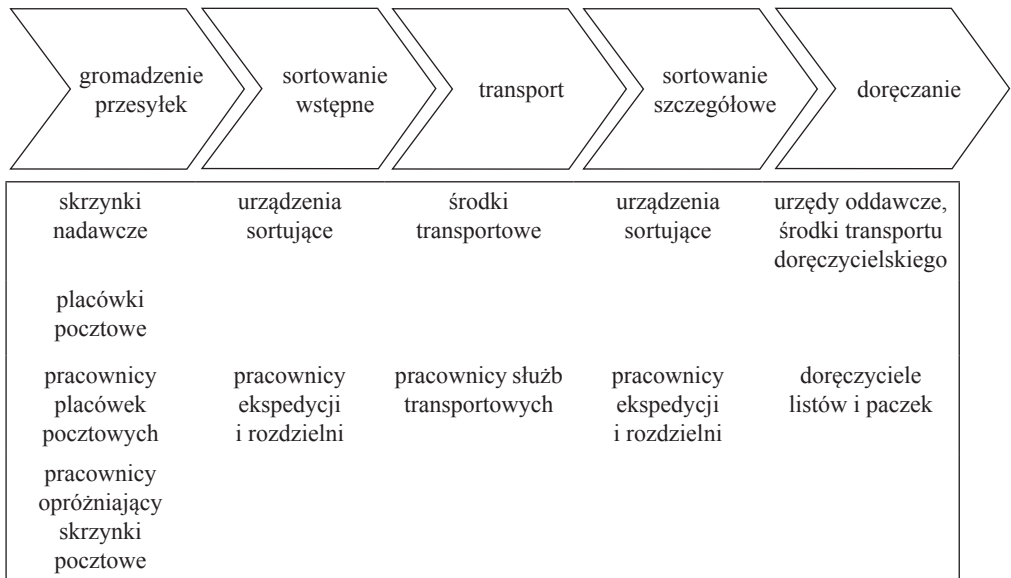 gromadzenie
przesyłek
sortowanie
wstępne
transport
sortowanie
szczegółowe
doręczanie
skrzynki
nadawcze
urządzenia
sortujące
środki
transportowe
urządzenia
sortujące
urzędy oddawcze,
środki transportu
doręczycielskiego
placówki
pocztowe
pracownicy
placówek
pocztowych
pracownicy
ekspedycji
i rozdzielni
pracownicy służb
transportowych
pracownicy
ekspedycji
i rozdzielni
doręczyciele
listów i paczek
pracownicy
opróżniający
skrzynki
pocztowe